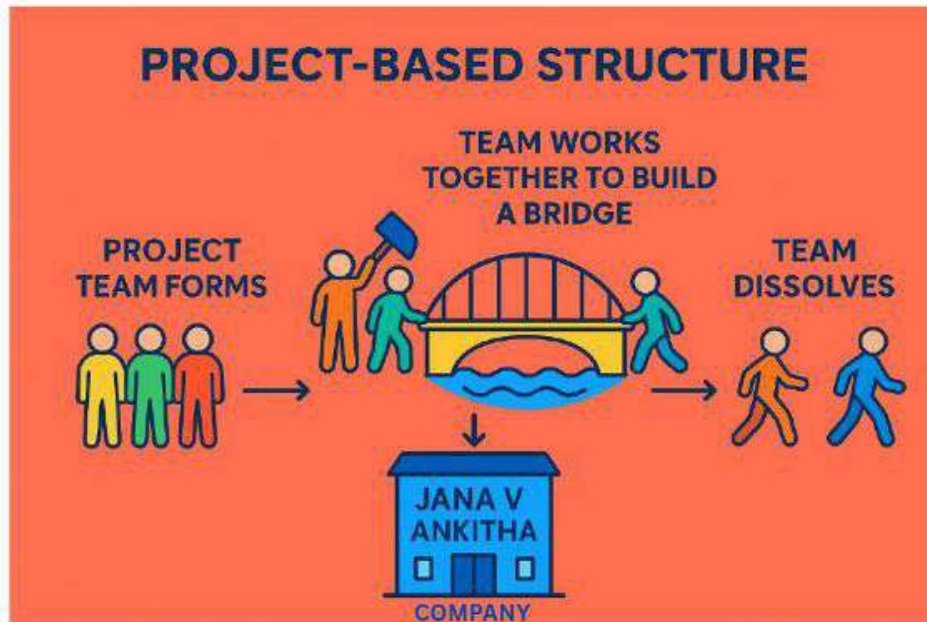 PROJECT-BASED STRUCTURE
PROJECT
TEAM FORMS
TEAM WORKS
TOGETHER TO BUILD
A BRIDGE
TEAM
DISSOLVES
JANA V
ANKITHA
COMPANY